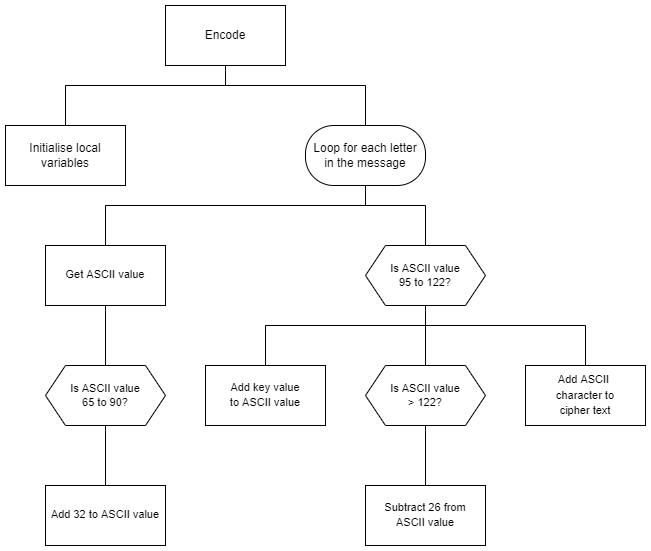 Encode
Initialise local
variables
Loop for each letter
in the message
Get ASCII value
Is ASCII value
95 to 122?
Is ASCII value
65 to 90?
Add key value
to ASCII value
Is ASCII value
> 122?
Add ASCII
character to
cipher text
Add 32 to ASCII value
Subtract 26 from
ASCII value